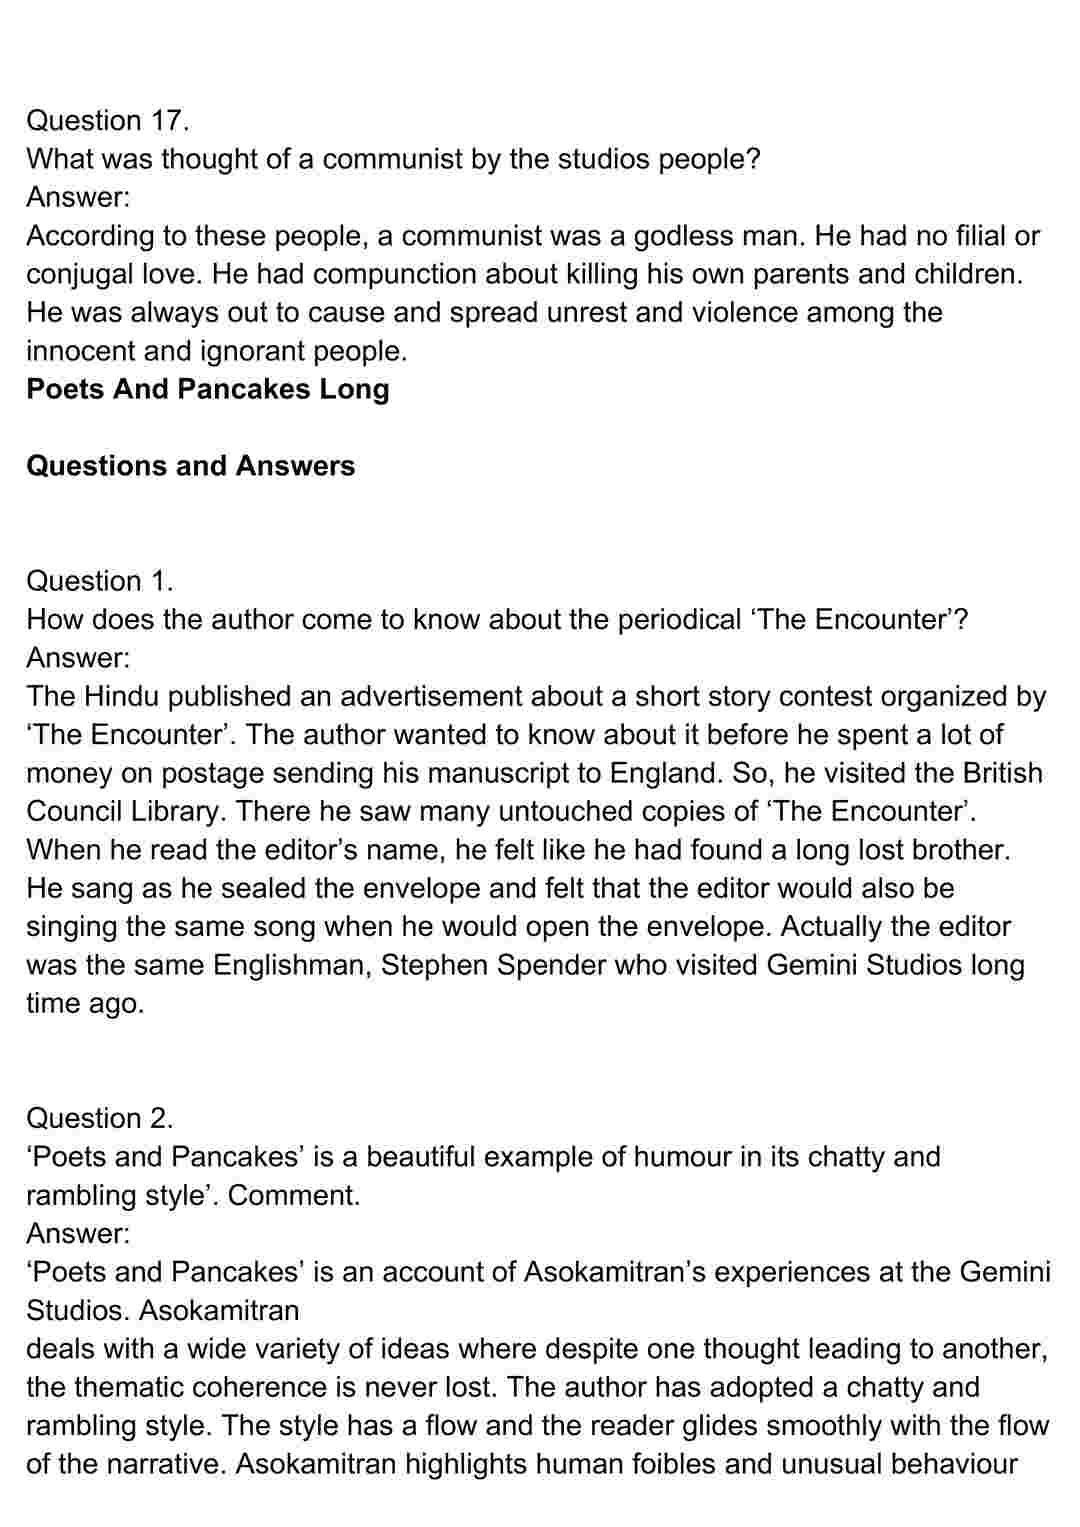 Question 17.
What was thought of a communist by the studios people?
Answer:
According to these people, a communist was a godless man. He had no filial or
conjugal love. He had compunction about killing his own parents and children.
He was always out to cause and spread unrest and violence among the
innocent and ignorant people.
Poets And Pancakes Long
Questions and Answers
Question 1.
How does the author come to know about the periodical ‘The Encounter’?
Answer:
The Hindu published an advertisement about a short story contest organized by
‘The Encounter’. The author wanted to know about it before he spent a lot of
money on postage sending his manuscript to England. So, he visited the British
Council Library. There he saw many untouched copies of ‘The Encounter’.
When he read the editor’s name, he felt like he had found a long lost brother.
He sang as he sealed the envelope and felt that the editor would also be
singing the same song when he would open the envelope. Actually the editor
was the same Englishman, Stephen Spender who visited Gemini Studios long
time ago.
Question 2.
‘Poets and Pancakes’ is a beautiful example of humour in its chatty and
rambling style’. Comment.
Answer:
‘Poets and Pancakes’ is an account of Asokamitran’s experiences at the Gemini
Studios. Asokamitran
deals with a wide variety of ideas where despite one thought leading to another,
the thematic coherence is never lost. The author has adopted a chatty and
rambling style. The style has a flow and the reader glides smoothly with the flow
of the narrative. Asokamitran highlights human foibles and unusual behaviour